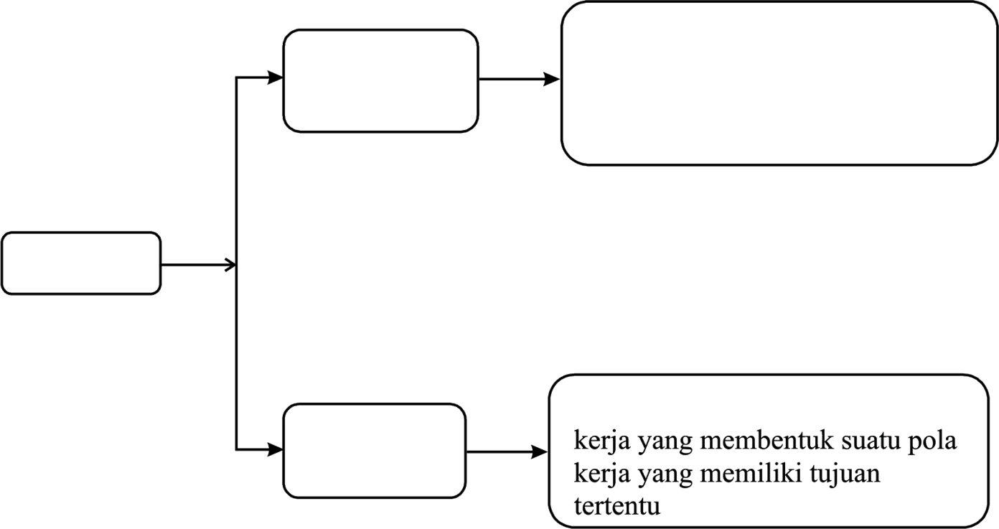 kerja yang membentuk suatu pola
kerja yang memiliki tujuan
tertentu